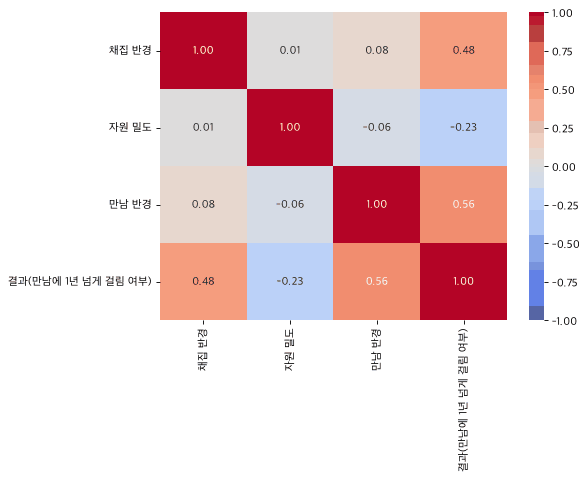 채집 반경
자원 밀도
만남 반경
결과(만남에 1년 넘게 걸림 여부)
1.00 0.01 0.08 0.48
0.01 1.00 -0.06 -0.23
0.08 -0.06 1.00 0.56
0.48 -0.23 0.56 1.00
채집 반경
자원 밀도
만남 반경
결과(만남에 1년 넘게 걸림 여부)
1.00
0.75
0.50
0.25
0.00
-0.25
-0.50
-0.75
-1.00